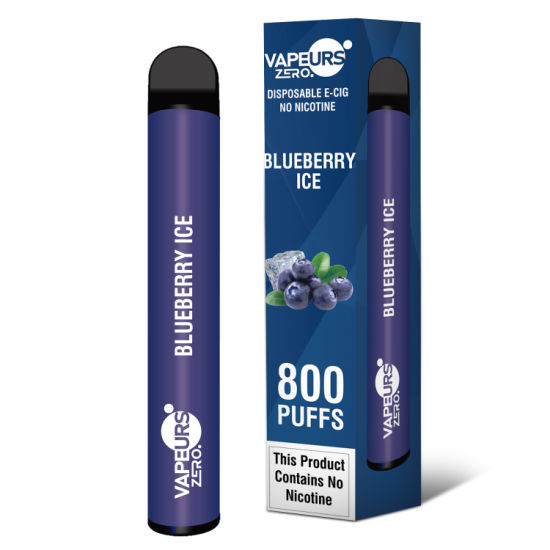 BLUEBERRY ICE
VAPEURS
ZERO.
VAPEURS
ZERO.
DISPOSABLE E-CIG
NO NICOTINE
BLUEBERRY
ICE
800
PUFFS
This Product
Contains No
Nicotine
BLUEBERRY ICE
VAPEURS
ZERO.